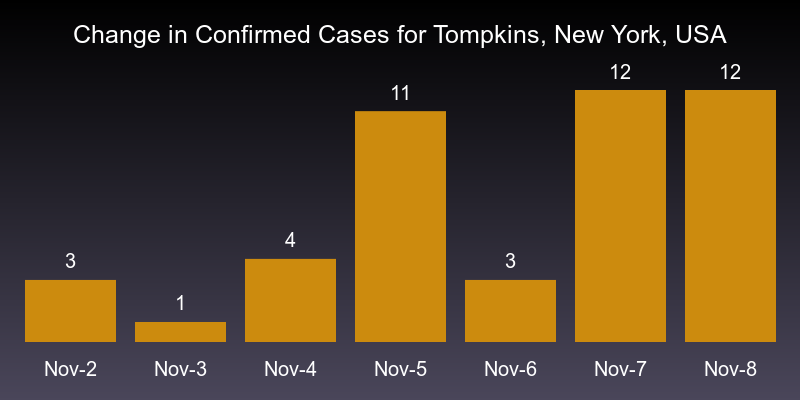 Change in Confirmed Cases for Tompkins, New York, USA
12 12
11
4
3 3
1
Nov-2 Nov-3 Nov-4 Nov-5 Nov-6 Nov-7 Nov-8